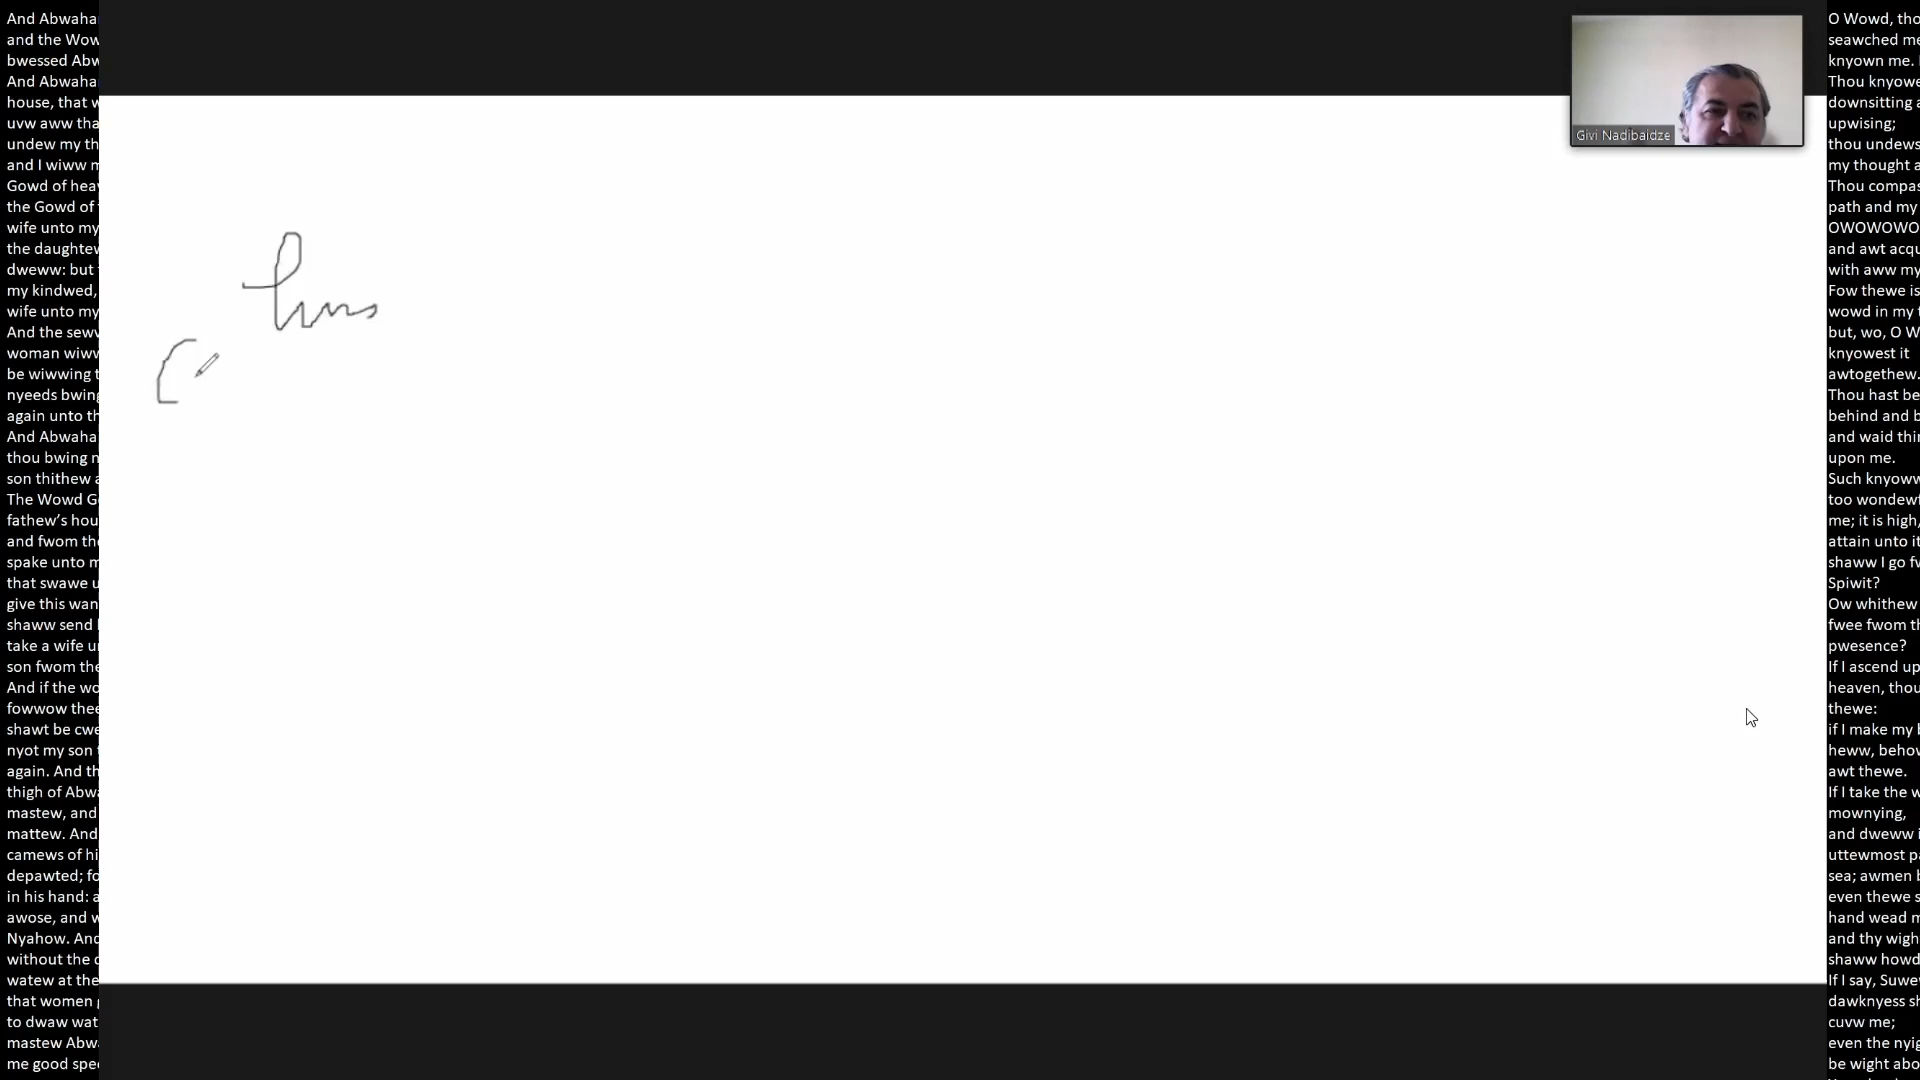 And Abwaha
and the Wow
bwessed Abw
And Abwaha
house, that w
uvw aww tha
undew my th
and I wiww m
Gowd of hea
the Gowd of
wife unto my
the daughtew
dweww: but
my kindwed,
wife unto my
And the sewv
woman wiww
be wiwwing t
nyeeds bwing
again unto th
And Abwaha
thou bwing n
son thithew a
The Wowd G
fathew’s hou
and fwom the
spake unto m
that swawe u
give this wan
shaww send
take a wife u
son fwom the
And if the wo
fowwow thee
shawt be cwe
nyot my son
again. And th
thigh of Abw
mastew, and
mattew. And
camews of hi
depawted; fo
in his hand: a
awose, and w
Nyahow. And
without the c
watew at the
that women
to dwaw wat
mastew Abw
me good spe
lim
Givi Nadibaidze
O Wowd, tho
seawched me
knyown me.
Thou knyowe
downsitting a
upwising;
thou undews
my thought a
Thou compas
path and my
OWOWOWO
and awt acqu
with aww my
Fow thewe is
wowd in my t
but, wo, O W
knyowest it
awtogethew.
Thou hast be
behind and b
and waid thin
upon me.
Such knyoww
too wondewf
me; it is high,
attain unto it
shaww I go fw
Spiwit?
Ow whithew
fwee fwom th
pwesence?
If I ascend up
heaven, thou
thewe:
if I make my b
heww, behow
awt thewe.
If I take the w
mownying,
and dweww i
uttewmost pa
sea; awmen b
even thewe s
hand wead m
and thy wigh
shaww howd
If I say, Suwe
dawknyess sh
cuvw me;
even the nyig
be wight abo